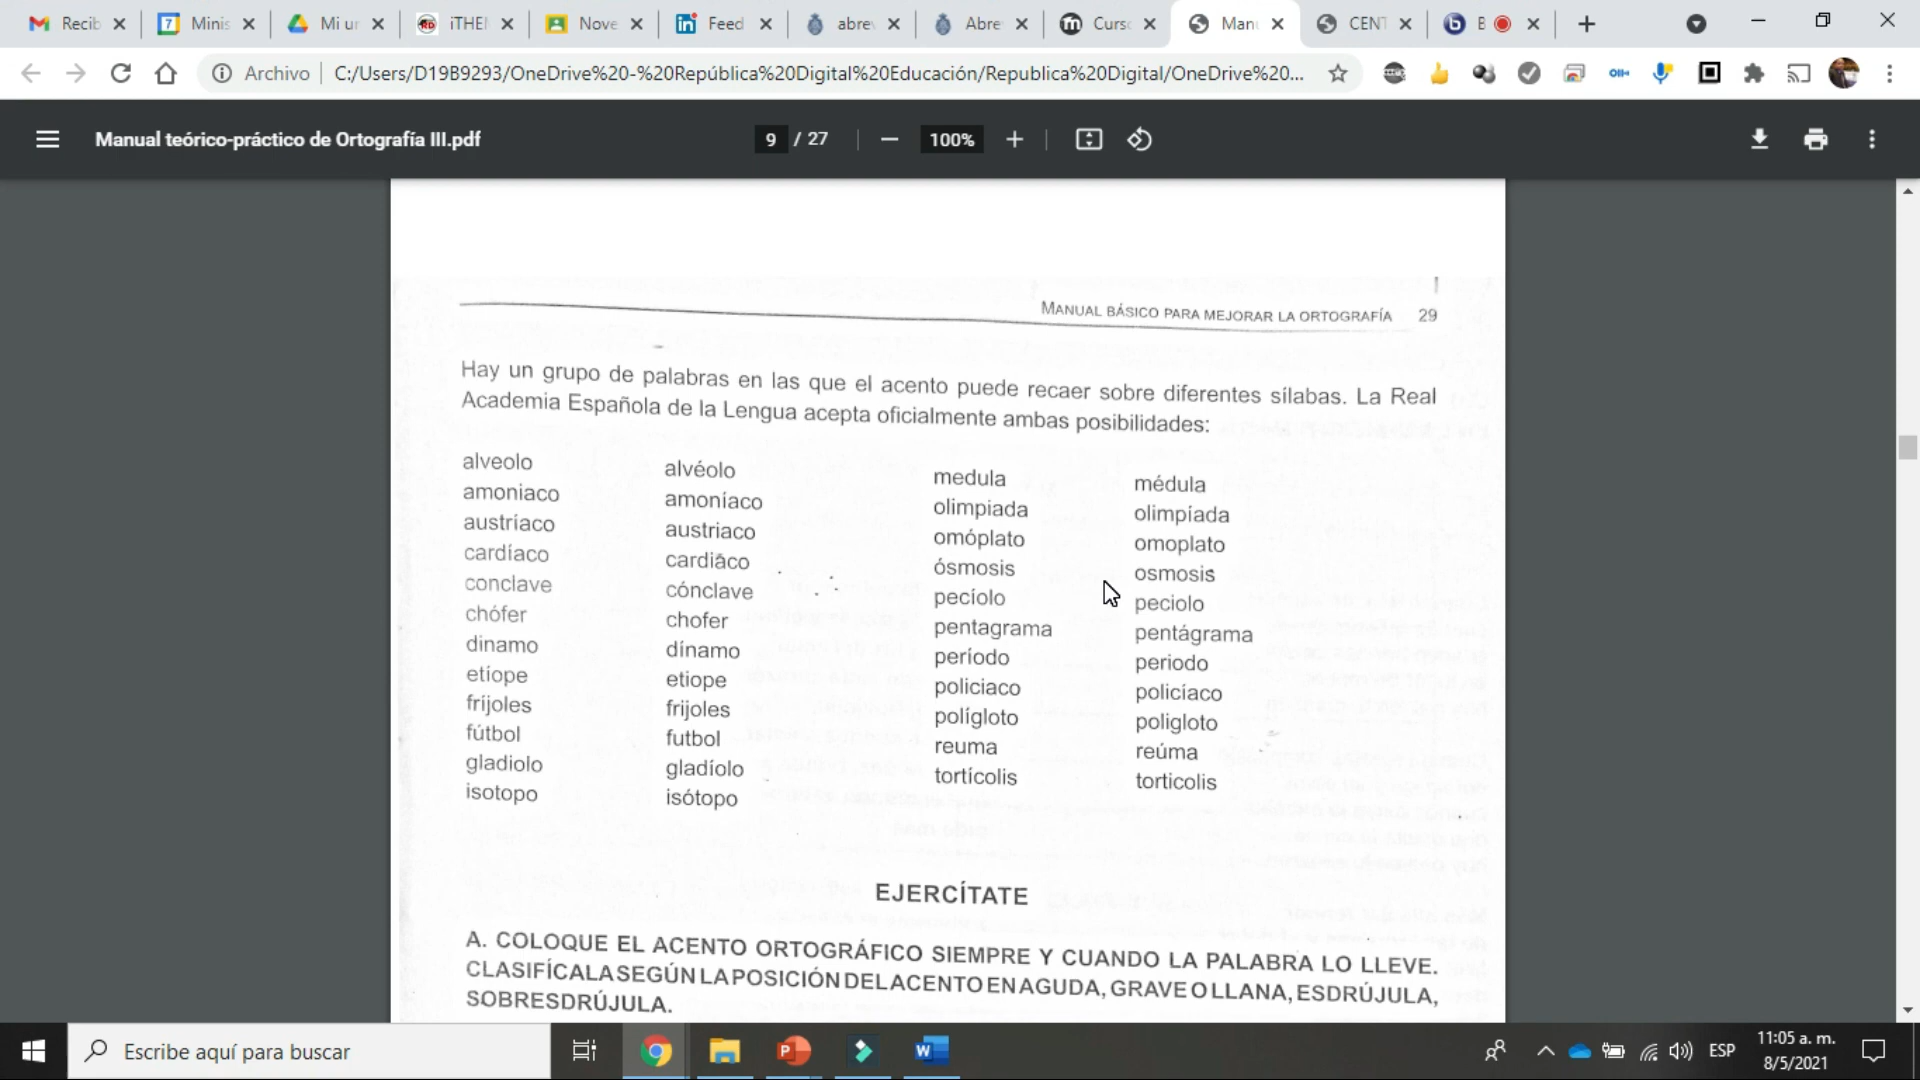 Recib
Minis
Mi ur
iTHE
Nove
Feed
abre
Abre
Curs
Man
CENT
Archivo
C:/Users/D19B9293/OneDrive%20-%20República%20Digital%20Educación/Republica%20Digital/OneDrive%20...
Manual teórico-práctico de Ortografía III.pdf
9 / 27
100%
MANUAL BÁSICO PARA MEJORAR LA ORTOGRAFÍA 29
Hay un grupo de palabras en las que el acento puede recaer sobre diferentes sílabas. La Real
Academia Española de la Lengua acepta oficialmente ambas posibilidades:
alveolo alvéolo medula médula
amoniaco amoníaco olimpiada olimpíada
austríaco austriaco omóplato omoplato
cardíaco cardiaco ósmosis osmosis
conclave cónclave pecíolo peciolo
chófer chofer pentagrama pentágrama
dinamo dínamo período periodo
etíope etiope policiaco policíaco
frijoles frijoles polígloto poligloto
fútbol futbol reuma reúma
gladiolo gladíolo tortícolis torticolis
isotopo isótopo
EJERCÍTATE
A. COLOQUE EL ACENTO ORTOGRÁFICO SIEMPRE Y CUANDO LA PALABRA LO LLEVE.
CLASIFÍCALA SEGÚN LA POSICIÓN DEL ACENTO EN AGUDA, GRAVE O LLANA, ESDRÚJULA,
SOBRESDRÚJULA.
Escribe aquí para buscar
ESP
11:05 a. m.
8/5/2021